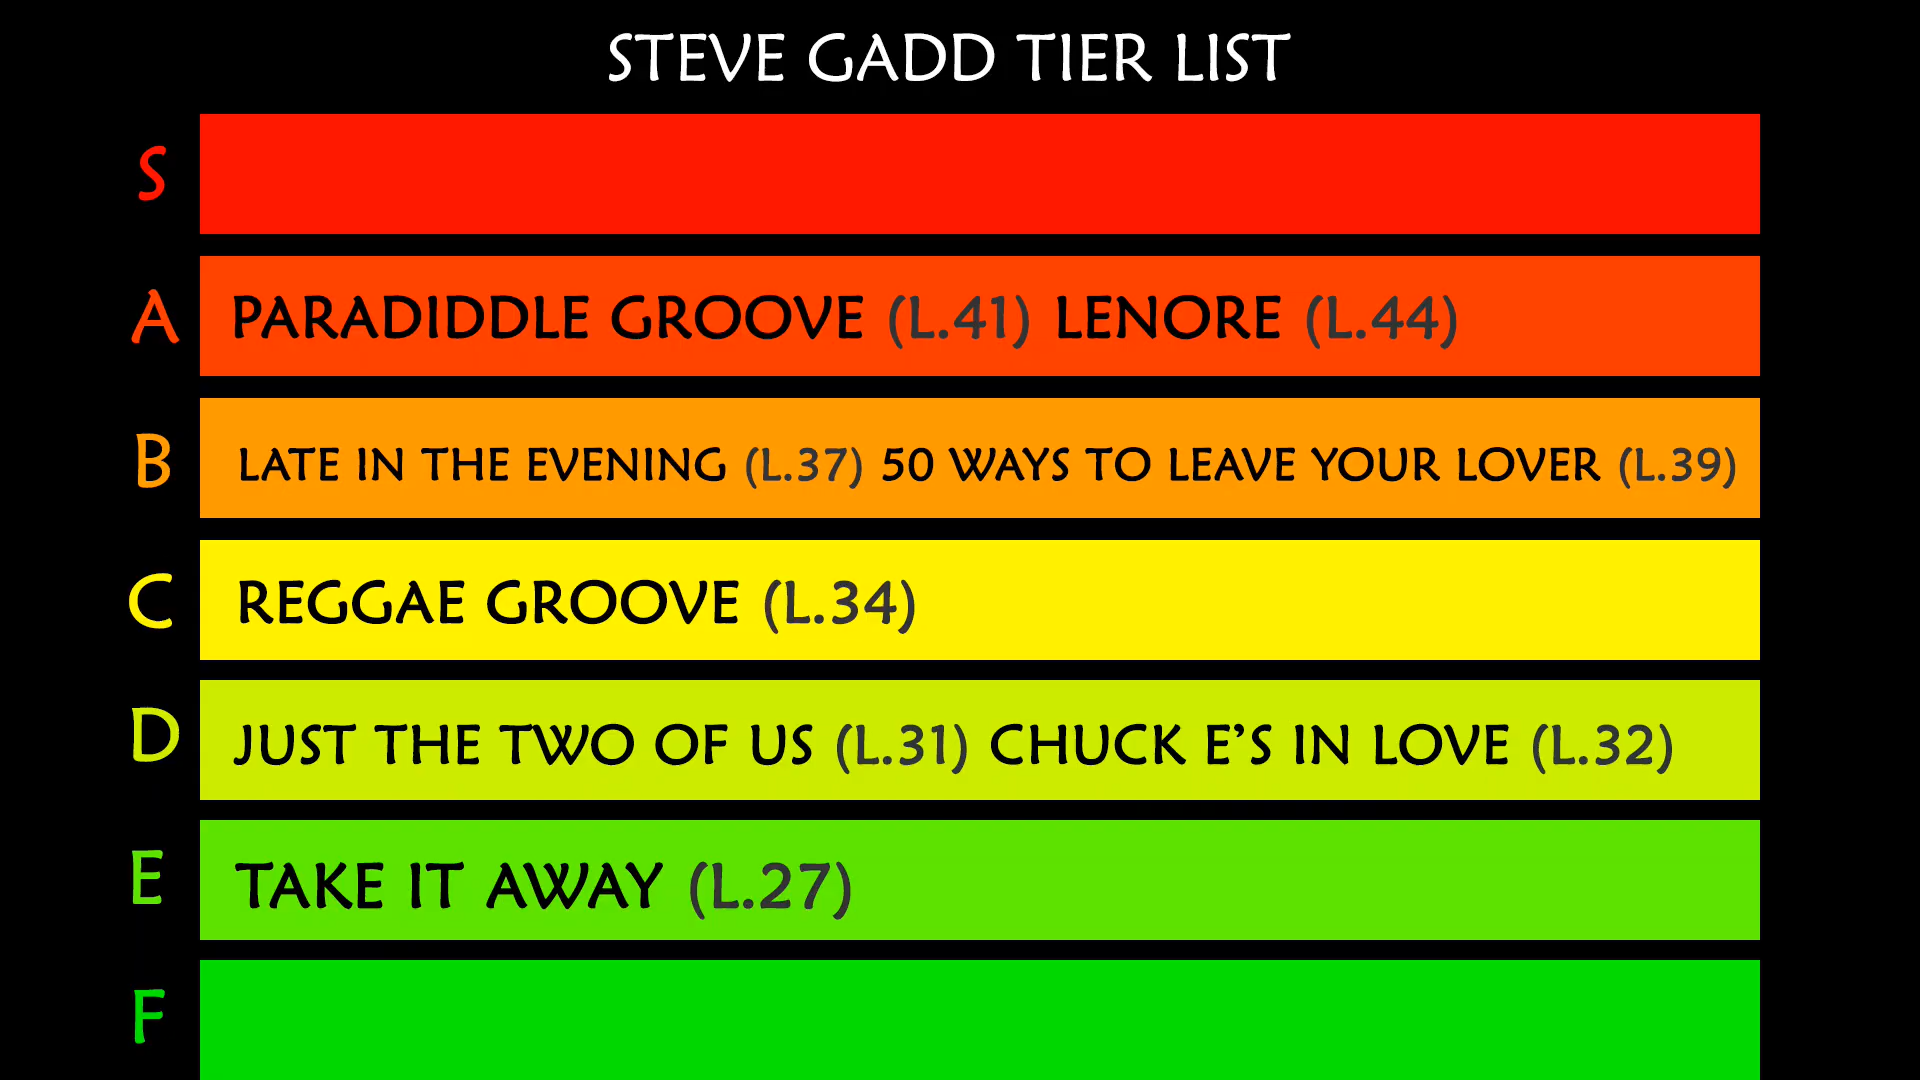 STEVE GADD TIER LIST
S
A PARADIDDLE GROOVE (L.41) LENORE (L.44)
B LATE IN THE EVENING (L.37) 50 WAYS TO LEAVE YOUR LOVER (L.39)
C REGGAE GROOVE (L.34)
D JUST THE TWO OF US (L.31) CHUCK E’S IN LOVE (L.32)
E TAKE IT AWAY (L.27)
F